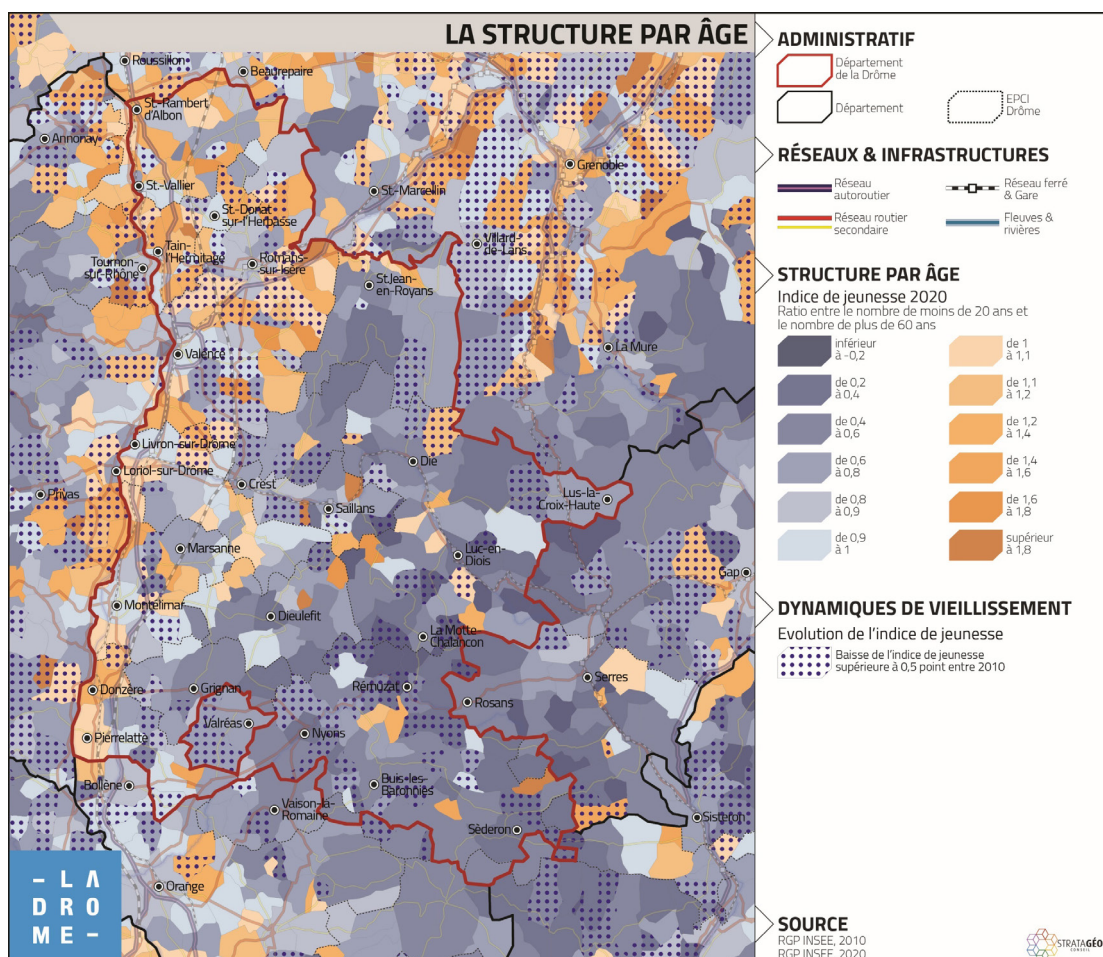 LA STRUCTURE PAR ÂGE
Roussillon
Beaurepaire
St.-Rambert
d'Albon
Annonay
Grenoble
St.-Vallier
St.-Marcellin
St.-Donat
sur-l'Herbasse
Villard-
de-Lans
Tain-
l'Hermitage
Tournon-
sur-Rhône
Romans-
sur-Isère
St.Jean-
en-Royans
La Mure
Valence
Livron-sur-Drôme
Loriol-sur-Drôme
Die
Privas
Crest
Lus-la-
Croix-Haute
Saillans
Marsanne
Luc-en-
Diois
Gap
Montélimar
Dieulefit
La Motte
Chalancon
Serres
Donzère
Grignan
Rémuzat
Rosans
Valréas
Pierrelatte
Nyons
Bollène
Buis-les-
Baronnies
Vaison-la-
Romaine
Sisteron
Séderon
Orange
- L A
D R O
M E -
ADMINISTRATIF
Département
de la Drôme
Département
EPCI
Drôme
RÉSEAUX & INFRASTRUCTURES
Réseau
autoroutier
Réseau ferré
& Gare
Réseau routier
secondaire
Fleuves &
rivières
STRUCTURE PAR ÂGE
Indice de jeunesse 2020
Ratio entre le nombre de moins de 20 ans et
le nombre de plus de 60 ans
inférieur
à -0,2
de 0,2
à 0,4
de 0,4
à 0,6
de 0,6
à 0,8
de 0,8
à 0,9
de 0,9
à 1
de 1
à 1,1
de 1,1
à 1,2
de 1,2
à 1,4
de 1,4
à 1,6
de 1,6
à 1,8
supérieur
à 1,8
DYNAMIQUES DE VIEILLISSEMENT
Evolution de l'indice de jeunesse
Baisse de l'indice de jeunesse
supérieure à 0,5 point entre 2010
SOURCE
RGP INSEE, 2010
RGP INSEE, 2020
STRATAGÉO
CONSEIL